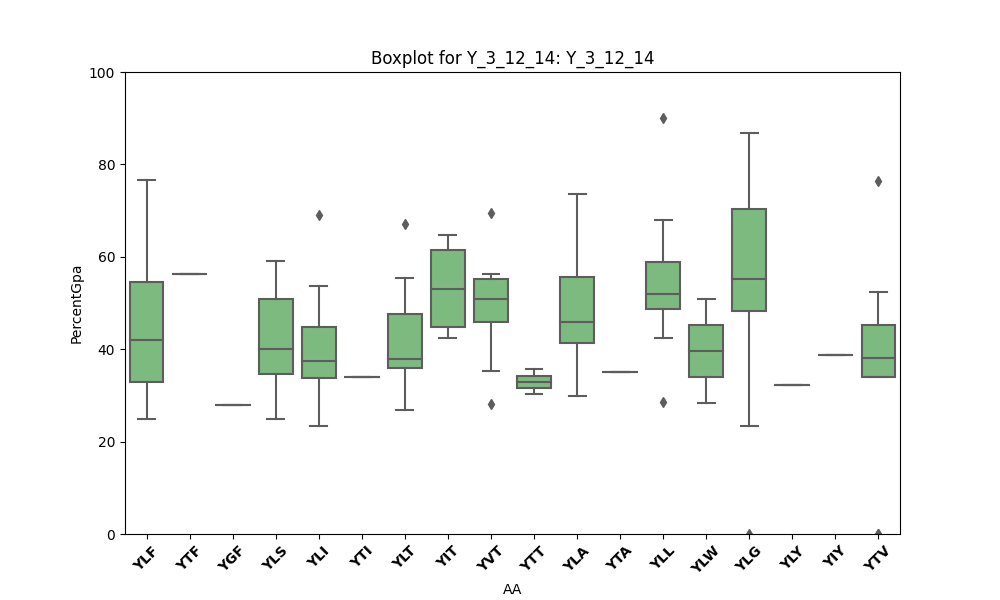 Boxplot for Y_3_12_14: Y_3_12_14
100
80
60
40
20
0
PercentGpa
YLF YTF YGF YLS YLI YTI YLT YIT YVT YTT YLA YTA YLL YLW YLG YLY YIY YTV
AA